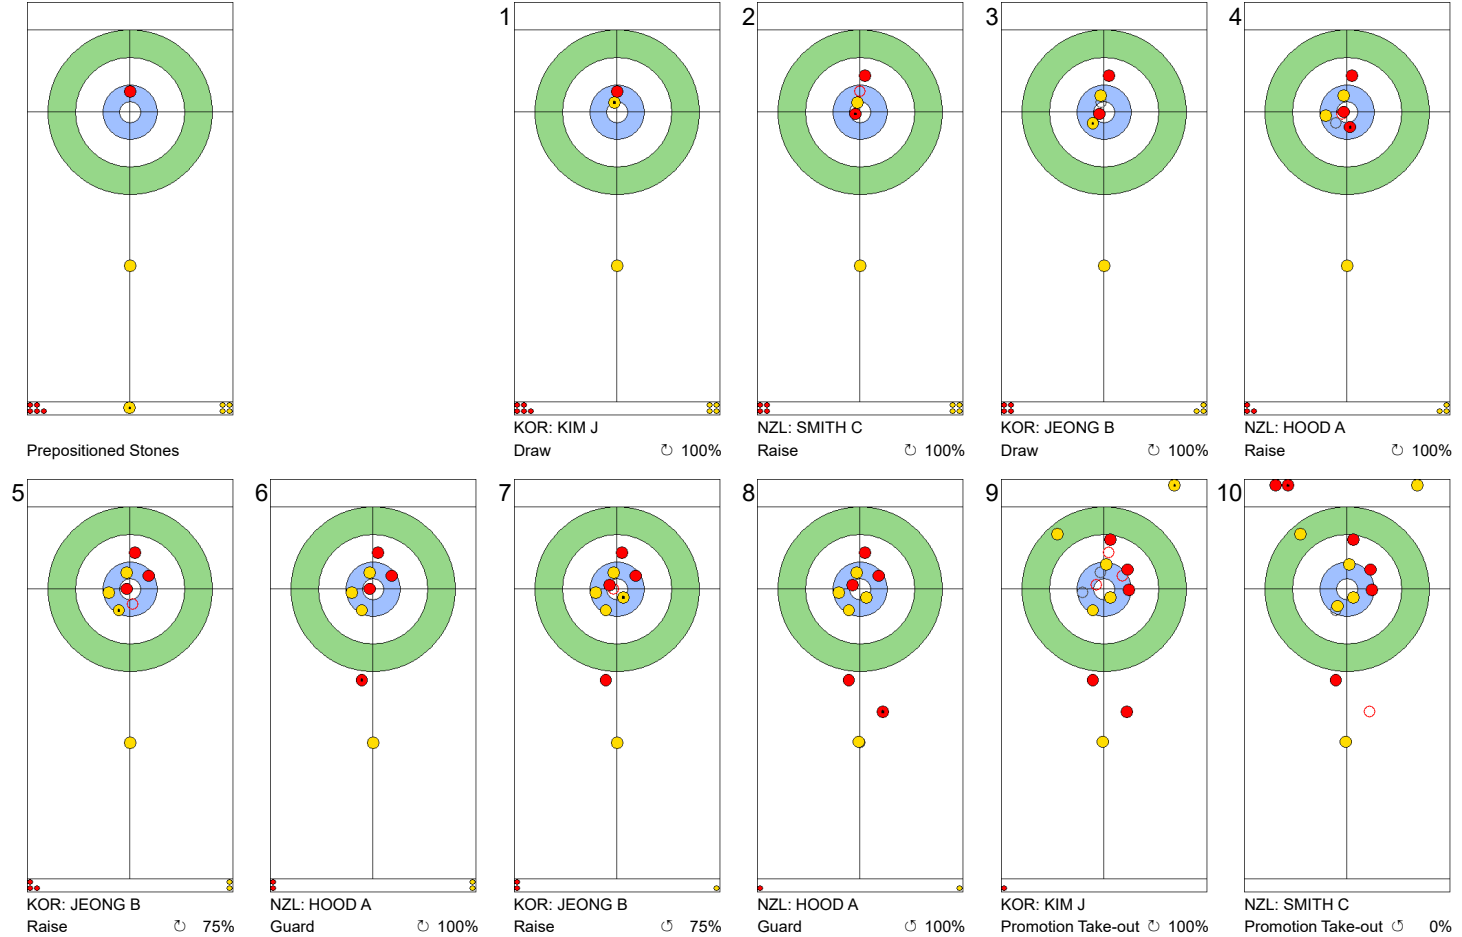 1 2 3 4
KOR: KIM J NZL: SMITH C KOR: JEONG B NZL: HOOD A
Prepositioned Stones Draw ↻ 100% Raise ↻ 100% Draw ↻ 100% Raise ↻ 100%
5 6 7 8 9 10
KOR: JEONG B NZL: HOOD A KOR: JEONG B NZL: HOOD A KOR: KIM J NZL: SMITH C
Raise ↻ 75% Guard ↻ 100% Raise ↺ 75% Guard ↺ 100% Promotion Take-out ↻ 100% Promotion Take-out ↺ 0%